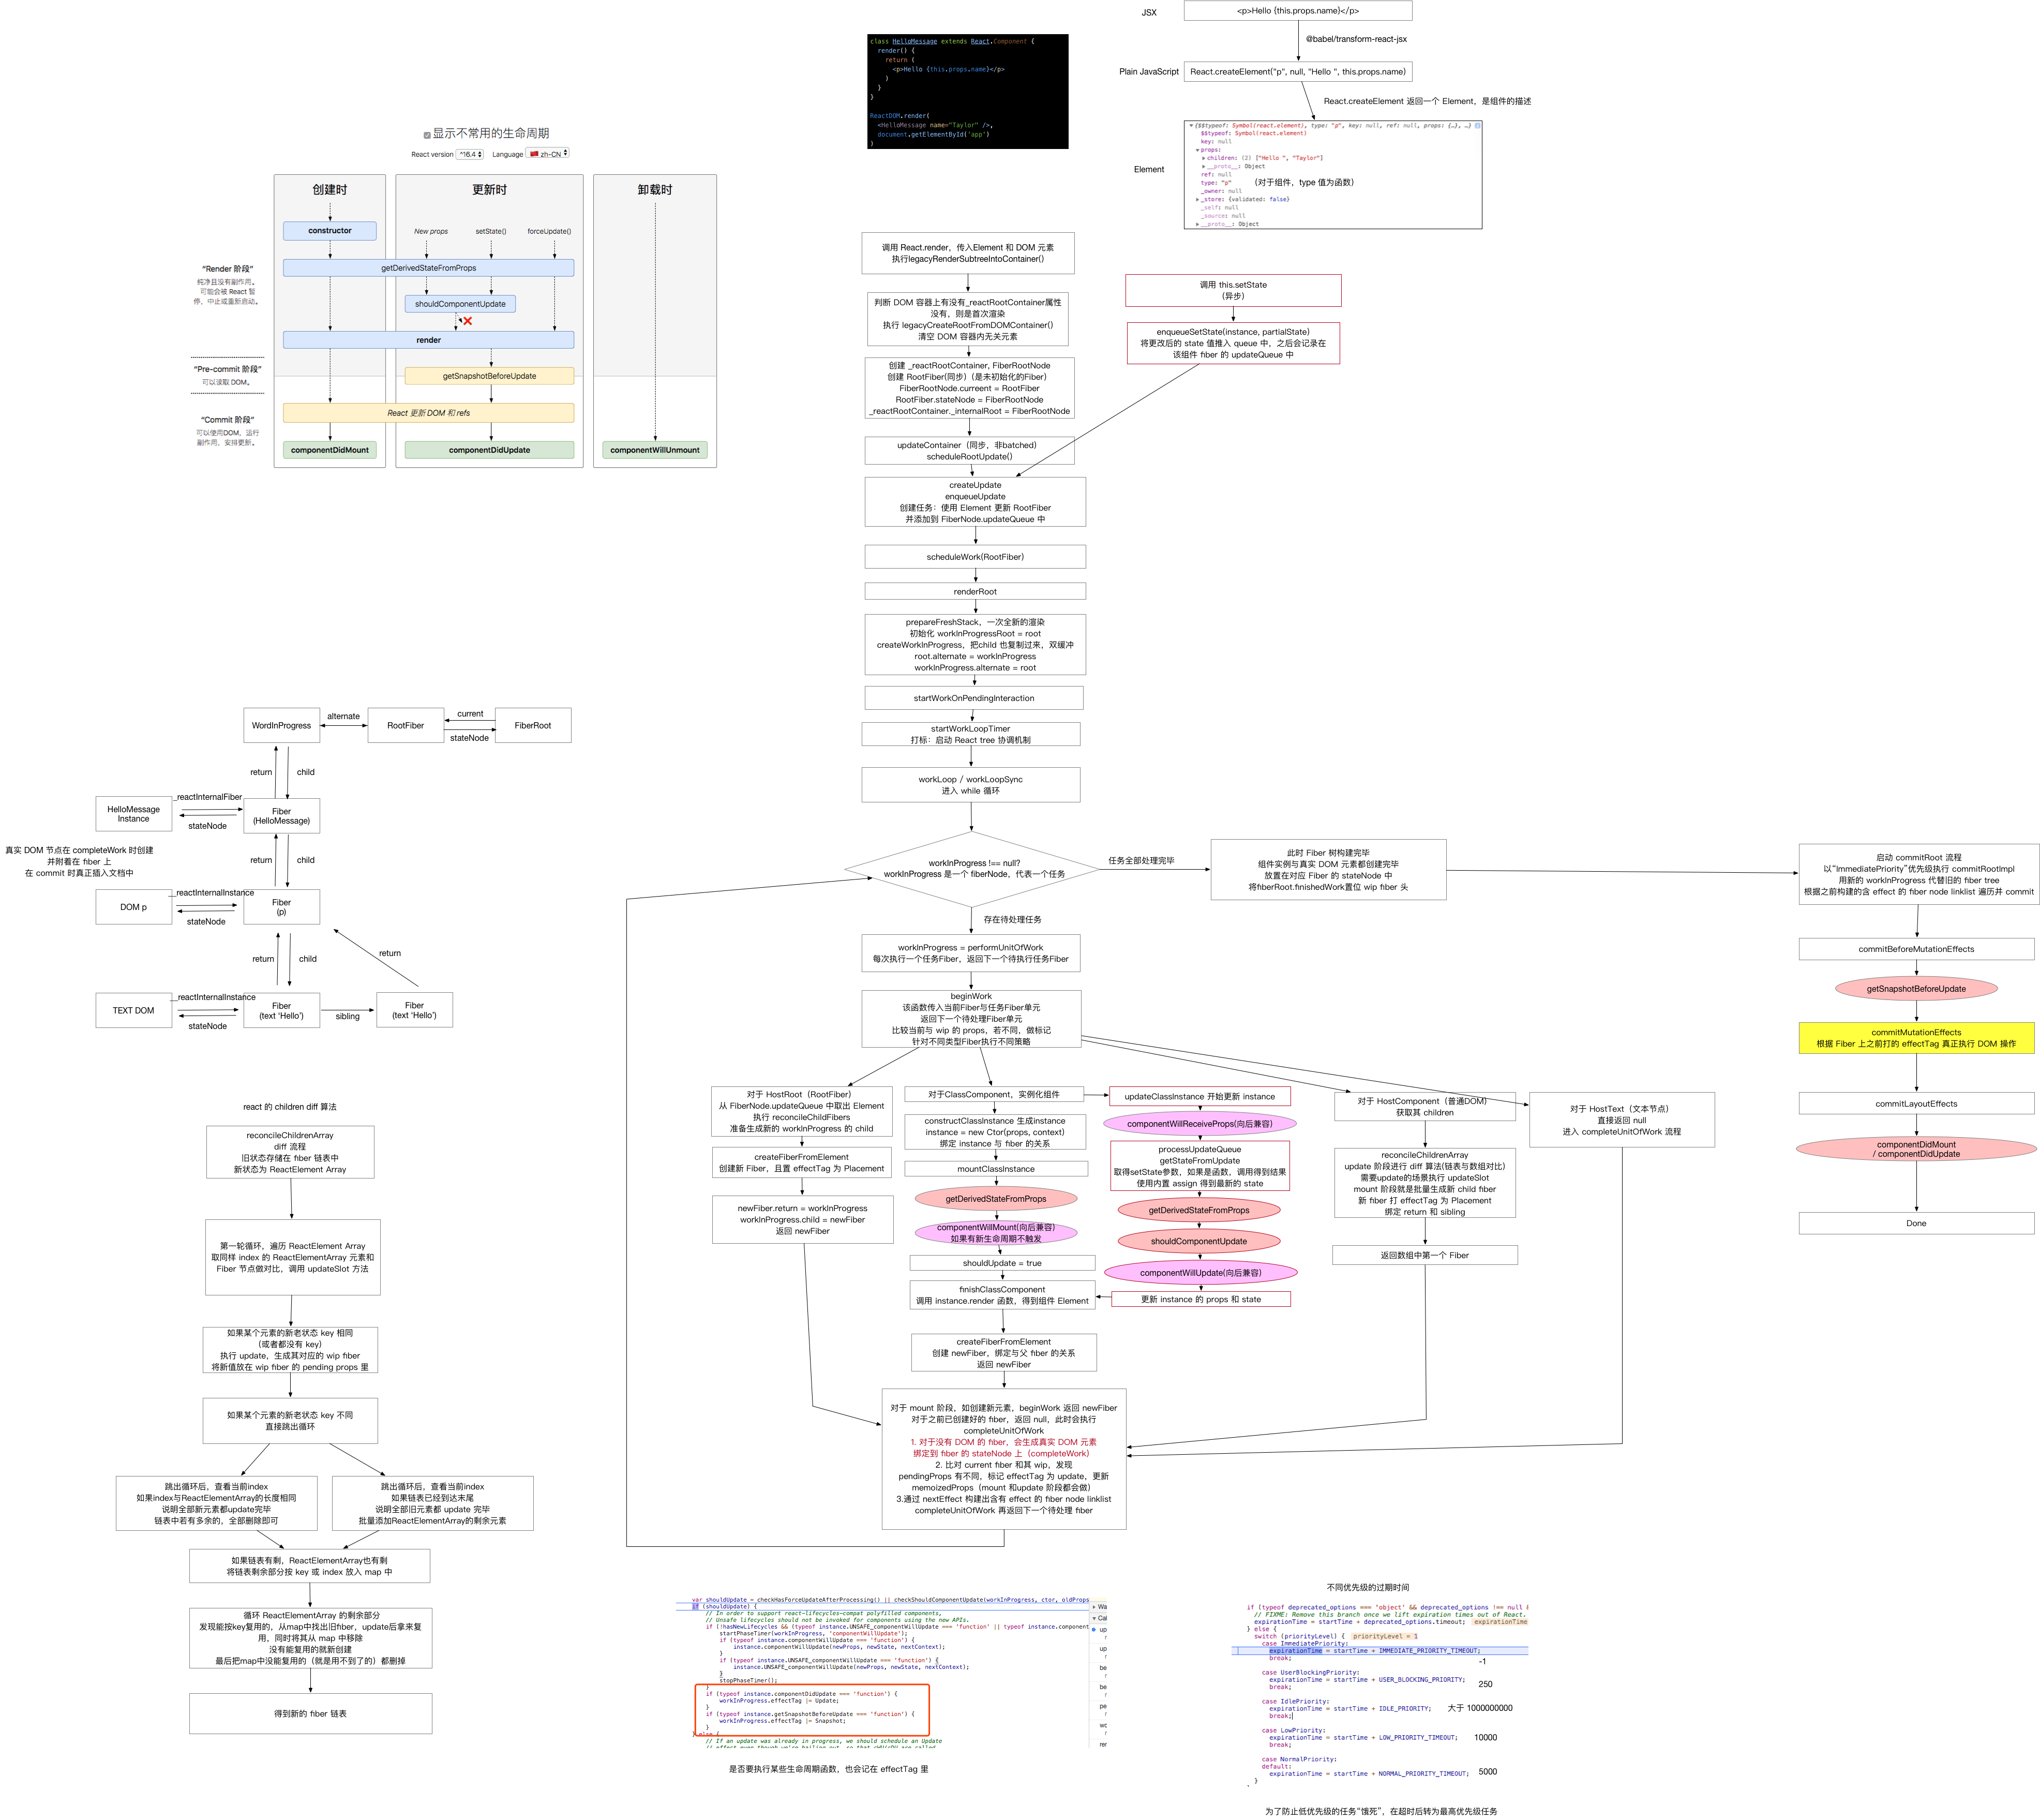 JSX
<p>Hello {this.props.name}</p>
@babel/transform-react-jsx
Plain JavaScript
React.createElement("p", null, "Hello ", this.props.name)
React.createElement 返回一个 Element，是组件的描述
Element
▼{$$typeof: Symbol(react.element), type: "p", key: null, ref: null, props: {…}, …}
$$typeof: Symbol(react.element)
key: null
▼props:
▶children: (2) ["Hello ", "Taylor"]
▶__proto__: Object
ref: null
type: "p"
（对于组件，type 值为函数）
_owner: null
▶_store: {validated: false}
_self: null
_source: null
▶__proto__: Object
class HelloMessage extends React.Component {
render() {
return (
<p>Hello {this.props.name}</p>
)
}
}
ReactDOM.render(
<HelloMessage name="Taylor" />,
document.getElementById('app')
)
显示不常用的生命周期
React version ^16.4 Language zh-CN
创建时
更新时
卸载时
constructor
New props
setState()
forceUpdate()
getDerivedStateFromProps
shouldComponentUpdate
render
getSnapshotBeforeUpdate
React 更新 DOM 和 refs
componentDidMount
componentDidUpdate
componentWillUnmount
“Render 阶段”
纯净且没有副作用。
可能会被 React 暂
停、中止或重新启动。
“Pre-commit 阶段”
可以读取 DOM。
“Commit 阶段”
可以使用DOM，运行
副作用，安排更新。
调用 React.render，传入Element 和 DOM 元素
执行legacyRenderSubtreeIntoContainer()
判断 DOM 容器上有没有_reactRootContainer属性
没有，则是首次渲染
执行 legacyCreateRootFromDOMContainer()
清空 DOM 容器内无关元素
创建 _reactRootContainer, FiberRootNode
创建 RootFiber(同步)（是未初始化的Fiber）
FiberRootNode.curreent = RootFiber
RootFiber.stateNode = FiberRootNode
_reactRootContainer._internalRoot = FiberRootNode
updateContainer（同步，非batched）
scheduleRootUpdate()
调用 this.setState
（异步）
enqueueSetState(instance, partialState)
将更改后的 state 值推入 queue 中，之后会记录在
该组件 fiber 的 updateQueue 中
createUpdate
enqueueUpdate
创建任务：使用 Element 更新 RootFiber
并添加到 FiberNode.updateQueue 中
scheduleWork(RootFiber)
renderRoot
prepareFreshStack，一次全新的渲染
初始化 workInProgressRoot = root
createWorkInProgress，把child 也复制过来，双缓冲
root.alternate = workInProgress
workInProgress.alternate = root
startWorkOnPendingInteraction
startWorkLoopTimer
打标：启动 React tree 协调机制
workLoop / workLoopSync
进入 while 循环
workInProgress !== null?
workInProgress 是一个 fiberNode，代表一个任务
任务全部处理完毕
存在待处理任务
此时 Fiber 树构建完毕
组件实例与真实 DOM 元素都创建完毕
放置在对应 Fiber 的 stateNode 中
将fiberRoot.finishedWork置位 wip fiber 头
启动 commitRoot 流程
以“ImmediatePriority”优先级执行 commitRootImpl
用新的 workInProgress 代替旧的 fiber tree
根据之前构建的含 effect 的 fiber node linklist 遍历并 commit
commitBeforeMutationEffects
getSnapshotBeforeUpdate
commitMutationEffects
根据 Fiber 上之前打的 effectTag 真正执行 DOM 操作
commitLayoutEffects
componentDidMount
/ componentDidUpdate
Done
workInProgress = performUnitOfWork
每次执行一个任务Fiber，返回下一个待执行任务Fiber
beginWork
该函数传入当前Fiber与任务Fiber单元
返回下一个待处理Fiber单元
比较当前与 wip 的 props，若不同，做标记
针对不同类型Fiber执行不同策略
对于 HostRoot（RootFiber）
从 FiberNode.updateQueue 中取出 Element
执行 reconcileChildFibers
准备生成新的 workInProgress 的 child
createFiberFromElement
创建新 Fiber，且置 effectTag 为 Placement
newFiber.return = workInProgress
workInProgress.child = newFiber
返回 newFiber
对于ClassComponent，实例化组件
constructClassInstance 生成instance
instance = new Ctor(props, context)
绑定 instance 与 fiber 的关系
mountClassInstance
getDerivedStateFromProps
componentWillMount(向后兼容)
如果有新生命周期不触发
shouldUpdate = true
finishClassComponent
调用 instance.render 函数，得到组件 Element
createFiberFromElement
创建 newFiber，绑定与父 fiber 的关系
返回 newFiber
updateClassInstance 开始更新 instance
componentWillReceiveProps(向后兼容)
processUpdateQueue
getStateFromUpdate
取得setState参数，如果是函数，调用得到结果
使用内置 assign 得到最新的 state
getDerivedStateFromProps
shouldComponentUpdate
componentWillUpdate(向后兼容)
更新 instance 的 props 和 state
对于 HostComponent（普通DOM）
获取其 children
reconcileChildrenArray
update 阶段进行 diff 算法(链表与数组对比)
需要update的场景执行 updateSlot
mount 阶段就是批量生成新 child fiber
新 fiber 打 effectTag 为 Placement
绑定 return 和 sibling
返回数组中第一个 Fiber
对于 HostText（文本节点）
直接返回 null
进入 completeUnitOfWork 流程
对于 mount 阶段，如创建新元素，beginWork 返回 newFiber
对于之前已创建好的 fiber，返回 null，此时会执行
completeUnitOfWork
1. 对于没有 DOM 的 fiber，会生成真实 DOM 元素
绑定到 fiber 的 stateNode 上（completeWork）
2. 比对 current fiber 和其 wip，发现
pendingProps 有不同，标记 effectTag 为 update，更新
memoizedProps（mount 和update 阶段都会做）
3.通过 nextEffect 构建出含有 effect 的 fiber node linklist
completeUnitOfWork 再返回下一个待处理 fiber
WordInProgress
alternate
RootFiber
current
stateNode
FiberRoot
return
child
HelloMessage
Instance
_reactInternalFiber
stateNode
Fiber
(HelloMessage)
真实 DOM 节点在 completeWork 时创建
并附着在 fiber 上
在 commit 时真正插入文档中
return
child
DOM p
__reactInternalInstance
stateNode
Fiber
(p)
return
child
return
TEXT DOM
__reactInternalInstance
stateNode
Fiber
(text ‘Hello’)
sibling
Fiber
(text ‘Hello’)
react 的 children diff 算法
reconcileChildrenArray
diff 流程
旧状态存储在 fiber 链表中
新状态为 ReactElement Array
第一轮循环，遍历 ReactElement Array
取同样 index 的 ReactElementArray 元素和
Fiber 节点做对比，调用 updateSlot 方法
如果某个元素的新老状态 key 相同
（或者都没有 key）
执行 update，生成其对应的 wip fiber
将新值放在 wip fiber 的 pending props 里
如果某个元素的新老状态 key 不同
直接跳出循环
跳出循环后，查看当前index
如果index与ReactElementArray的长度相同
说明全部新元素都update完毕
链表中若有多余的，全部删除即可
跳出循环后，查看当前index
如果链表已经到达末尾
说明全部旧元素都 update 完毕
批量添加ReactElementArray的剩余元素
如果链表有剩，ReactElementArray也有剩
将链表剩余部分按 key 或 index 放入 map 中
循环 ReactElementArray 的剩余部分
发现能按key复用的，从map中找出旧fiber，update后拿来复
用，同时将其从 map 中移除
没有能复用的就新创建
最后把map中没能复用的（就是用不到了的）都删掉
得到新的 fiber 链表
var shouldUpdate = checkHasForceUpdateAfterProcessing() || checkShouldComponentUpdate(workInProgress, ctor, oldProps
if (shouldUpdate) {
// In order to support react-lifecycles-compat polyfilled components,
// Unsafe lifecycles should not be invoked for components using the new APIs.
if (!hasNewLifecycles && (typeof instance.UNSAFE_componentWillUpdate === 'function' || typeof instance.component
startPhaseTimer(workInProgress, 'componentWillUpdate');
if (typeof instance.componentWillUpdate === 'function') {
instance.componentWillUpdate(newProps, newState, nextContext);
}
if (typeof instance.UNSAFE_componentWillUpdate === 'function') {
instance.UNSAFE_componentWillUpdate(newProps, newState, nextContext);
}
stopPhaseTimer();
}
if (typeof instance.componentDidUpdate === 'function') {
workInProgress.effectTag |= Update;
}
if (typeof instance.getSnapshotBeforeUpdate === 'function') {
workInProgress.effectTag |= Snapshot;
}
} else {
// If an update was already in progress, we should schedule an Update
▶ Wa
▼ Cal
up
up
be
be
pe
wc
rer
是否要执行某些生命周期函数，也会记在 effectTag 里
不同优先级的过期时间
if (typeof deprecated_options === 'object' && deprecated_options !== null &
// FIXME: Remove this branch once we lift expiration times out of React.
expirationTime = startTime + deprecated_options.timeout; expirationTime
} else {
switch (priorityLevel) { priorityLevel = 1
case ImmediatePriority:
expirationTime = startTime + IMMEDIATE_PRIORITY_TIMEOUT;
break;
-1
case UserBlockingPriority:
expirationTime = startTime + USER_BLOCKING_PRIORITY;
break;
250
case IdlePriority:
expirationTime = startTime + IDLE_PRIORITY;
break;
大于 1000000000
case LowPriority:
expirationTime = startTime + LOW_PRIORITY_TIMEOUT;
break;
10000
case NormalPriority:
default:
expirationTime = startTime + NORMAL_PRIORITY_TIMEOUT;
}
5000
为了防止低优先级的任务“饿死”，在超时后转为最高优先级任务